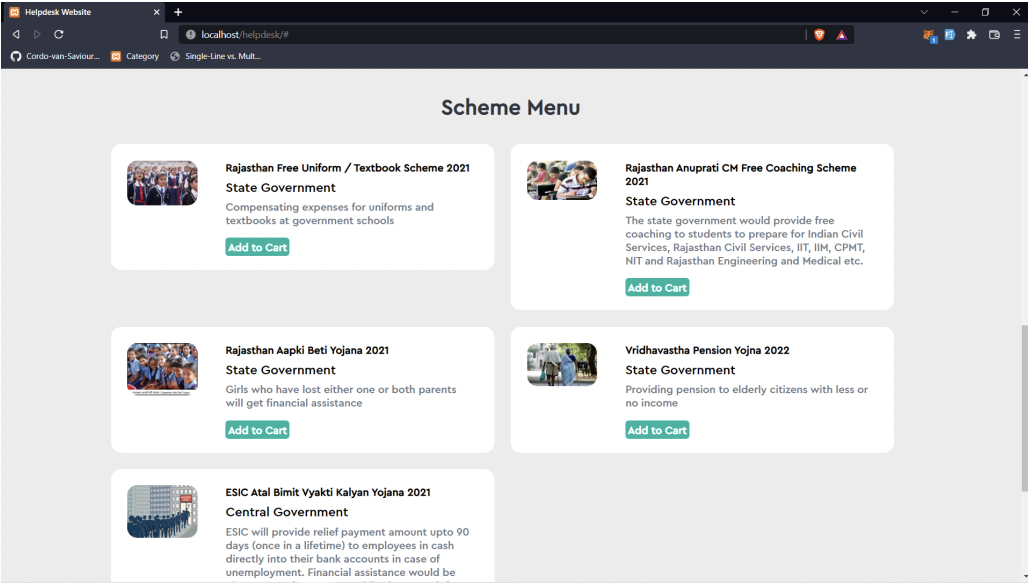 Helpdesk Website
localhost/helpdesk/#
1
Cordo-van-Saviour...
Category
Single-Line vs. Mult...
Scheme Menu
Rajasthan Free Uniform / Textbook Scheme 2021
State Government
Compensating expenses for uniforms and
textbooks at government schools
Add to Cart
Rajasthan Anuprati CM Free Coaching Scheme
2021
State Government
The state government would provide free
coaching to students to prepare for Indian Civil
Services, Rajasthan Civil Services, IIT, IIM, CPMT,
NIT and Rajasthan Engineering and Medical etc.
Add to Cart
Rajasthan Aapki Beti Yojana 2021
State Government
Girls who have lost either one or both parents
will get financial assistance
Add to Cart
Vridhavastha Pension Yojna 2022
State Government
Providing pension to elderly citizens with less or
no income
Add to Cart
ESIC Atal Bimit Vyakti Kalyan Yojana 2021
Central Government
ESIC will provide relief payment amount upto 90
days (once in a lifetime) to employees in cash
directly into their bank accounts in case of
unemployment. Financial assistance would be